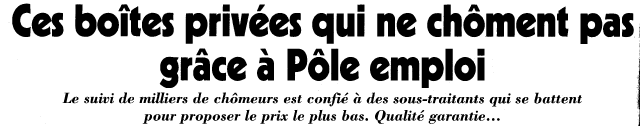 Ces boîtes privées qui ne chôment pas
grâce à Pôle emploi
Le suivi de milliers de chômeurs est confié à des sous-traitants qui se battent
pour proposer le prix le plus bas. Qualité garantie...